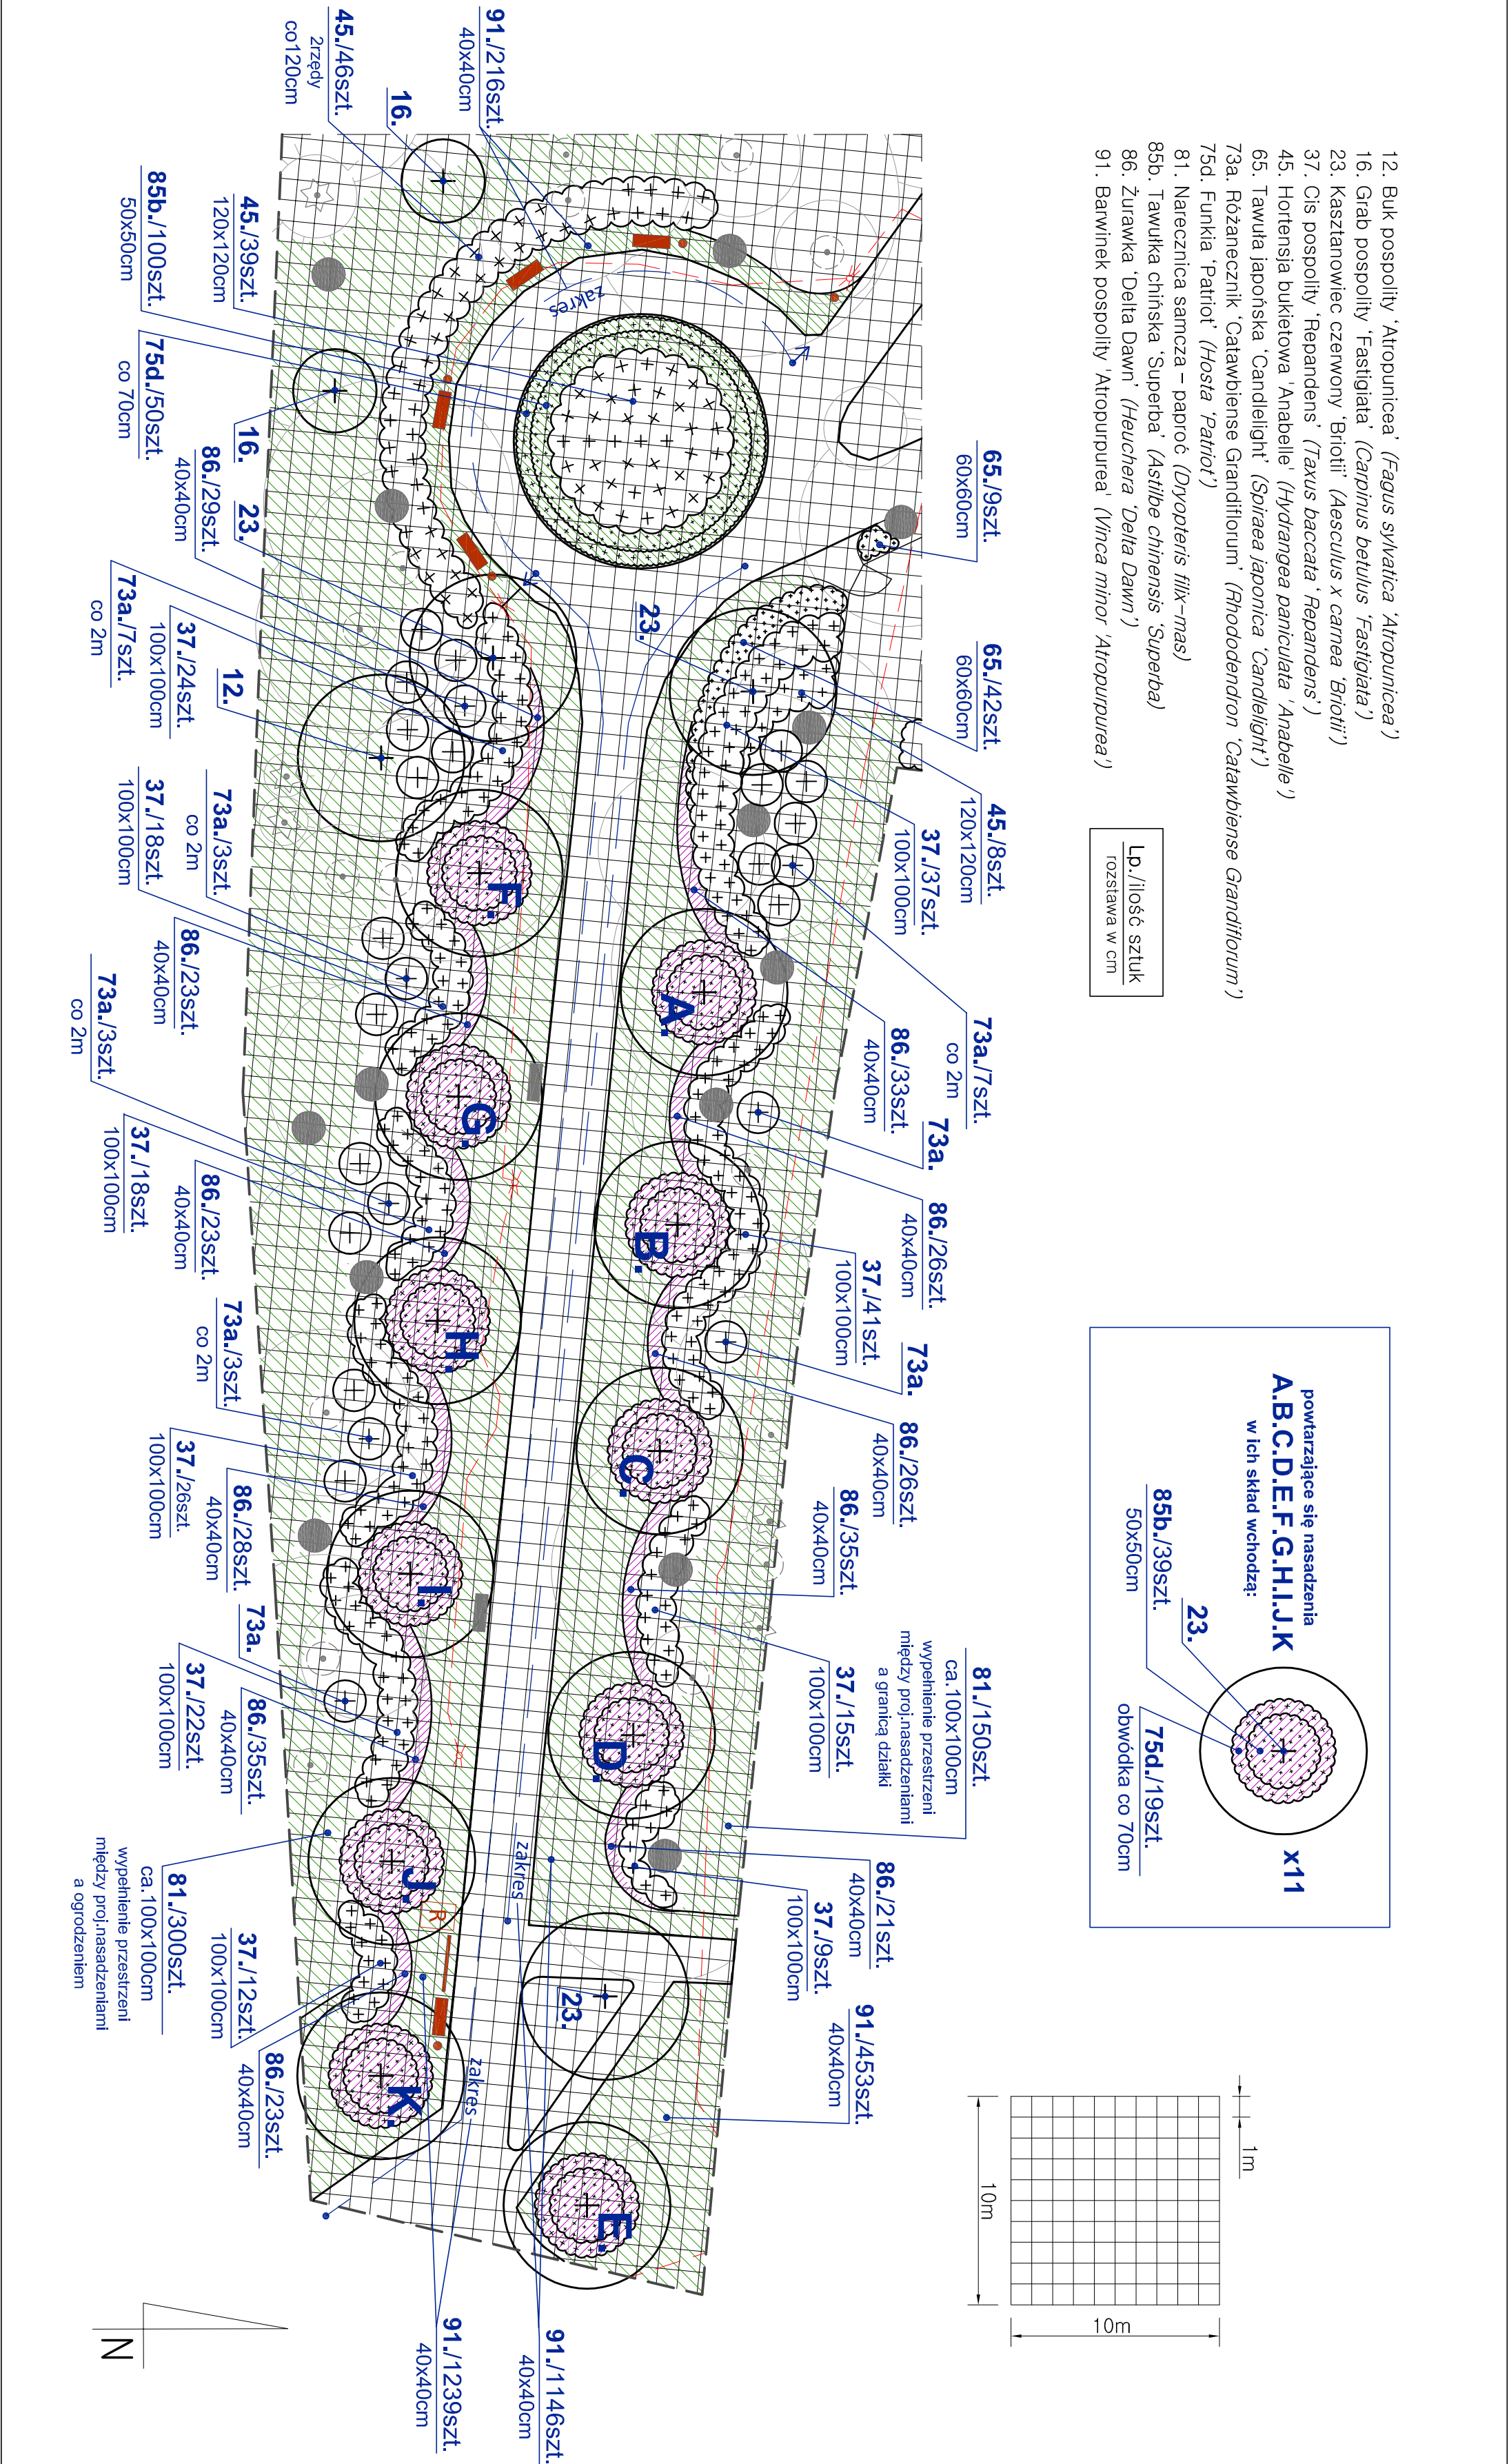 12. Buk pospolity ‘Atropunicea’ (Fagus sylvatica ‘Atropunicea’)
16. Grab pospolity ‘Fastigiata’ (Carpinus betulus ‘Fastigiata’)
23. Kasztanowiec czerwony ‘Briotii’ (Aesculus x carnea ‘Briotii’)
37. Cis pospolity ‘Repandens’ (Taxus baccata ‘Repandens’)
45. Hortensja bukietowa 'Anabelle' (Hydrangea paniculata 'Anabelle')
65. Tawuła japońska ‘Candlelight’ (Spiraea japonica ‘Candlelight’)
73a. Różanecznik ‘Catawbiense Grandiflorum’ (Rhododendron ‘Catawbiense Grandiflorum’)
75d. Funkia ‘Patriot’ (Hosta ‘Patriot’)
81. Narecznica samcza – paproć (Dryopteris filix-mas)
85b. Tawułka chińska ‘Superba’ (Astilbe chinensis ‘Superba)
86. Żurawka ‘Delta Dawn’ (Heuchera ‘Delta Dawn’)
91. Barwinek pospolity 'Atropurpurea' (Vinca minor 'Atropurpurea')
Lp./ilość sztuk
rozstawa w cm
powtarzające się nasadzenia
A.B.C.D.E.F.G.H.I.J.K
w ich skład wchodzą:
23.
85b./39szt.
50x50cm
75d./19szt.
obwódka co 70cm
x11
1m
10m
10m
65./9szt.
60x60cm
65./42szt.
60x60cm
45./8szt.
120x120cm
37./37szt.
100x100cm
73a./7szt.
co 2m
86./33szt.
40x40cm
73a.
86./26szt.
40x40cm
37./41szt.
100x100cm
73a.
86./26szt.
40x40cm
86./35szt.
40x40cm
37./15szt.
100x100cm
81./150szt.
ca.100x100cm
wypełnienie przestrzeni
między proj.nasadzeniami
a granicą działki
86./21szt.
40x40cm
37./9szt.
100x100cm
91./453szt.
40x40cm
23.
A.
B.
C.
D.
23.
E.
zakres
zakres
zakres
F.
G.
H.
I.
J.
R
K.
91./216szt.
40x40cm
16.
45./46szt.
2rzędy
co120cm
45./39szt.
120x120cm
85b./100szt.
50x50cm
75d./50szt.
co 70cm
16.
23.
86./29szt.
40x40cm
37./24szt.
100x100cm
73a./7szt.
co 2m
12.
73a./3szt.
co 2m
37./18szt.
100x100cm
86./23szt.
40x40cm
73a./3szt.
co 2m
37./18szt.
100x100cm
86./23szt.
40x40cm
73a./3szt.
co 2m
37./26szt.
100x100cm
86./28szt.
40x40cm
73a.
37./22szt.
100x100cm
86./35szt.
40x40cm
81./300szt.
ca.100x100cm
wypełnienie przestrzeni
między proj.nasadzeniami
a ogrodzeniem
37./12szt.
100x100cm
86./23szt.
40x40cm
91./1239szt.
40x40cm
91./1146szt.
40x40cm
N